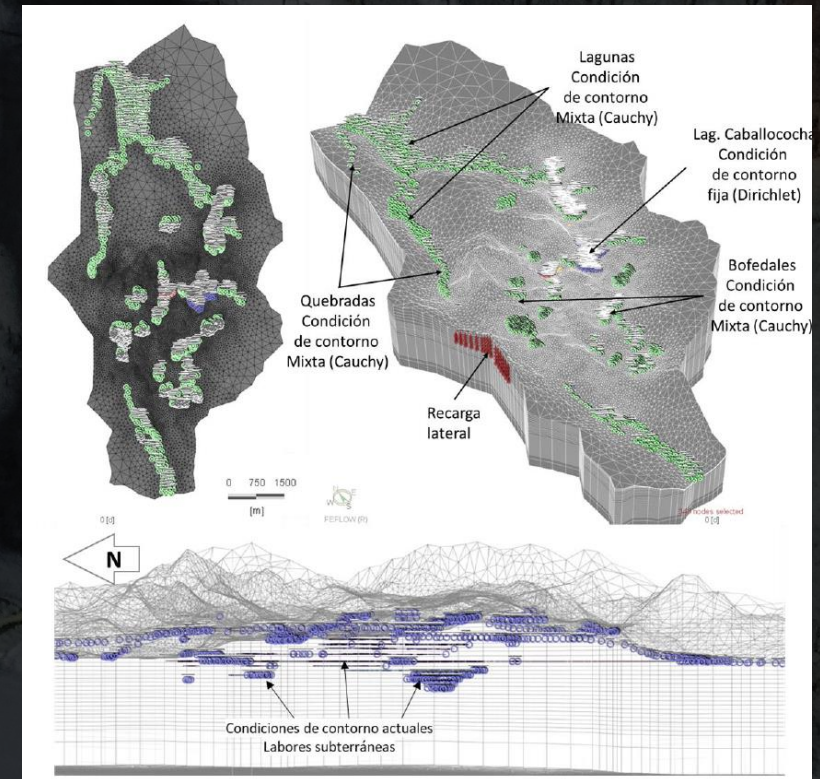 Lagunas
Condición
de contorno
Mixta (Cauchy)
Lag. Caballococha
Condición
de contorno
fija (Dirichlet)
Bofedales
Condición
de contorno
Mixta (Cauchy)
Quebradas
Condición
de contorno
Mixta (Cauchy)
Recarga
lateral
0 750 1500
[m]
FEFLOW (R)
0 [d]
nodes selected
0 [d]
N
Condiciones de contorno actuales
Labores subterráneas